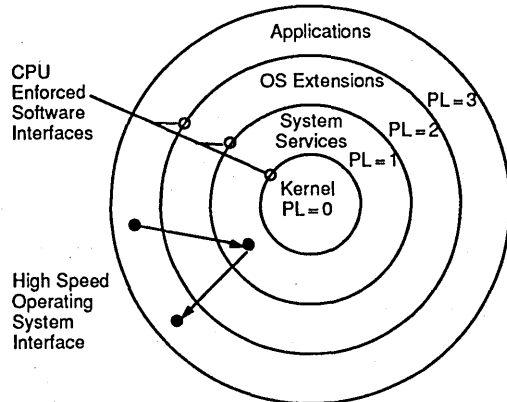 Applications
CPU
Enforced
Software
Interfaces
OS Extensions
PL=3
PL=2
System
Services
PL=1
Kernel
PL=0
High Speed
Operating
System
Interface